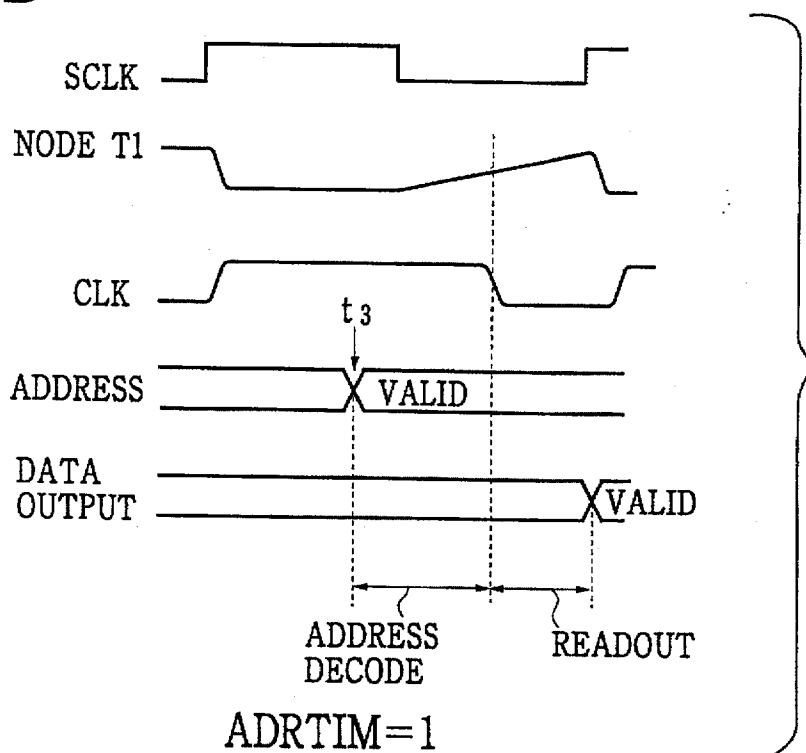 SCLK
NODE T1
CLK
t3
ADDRESS
VALID
DATA
OUTPUT
VALID
ADDRESS
DECODE
READOUT
ADRTIM=1